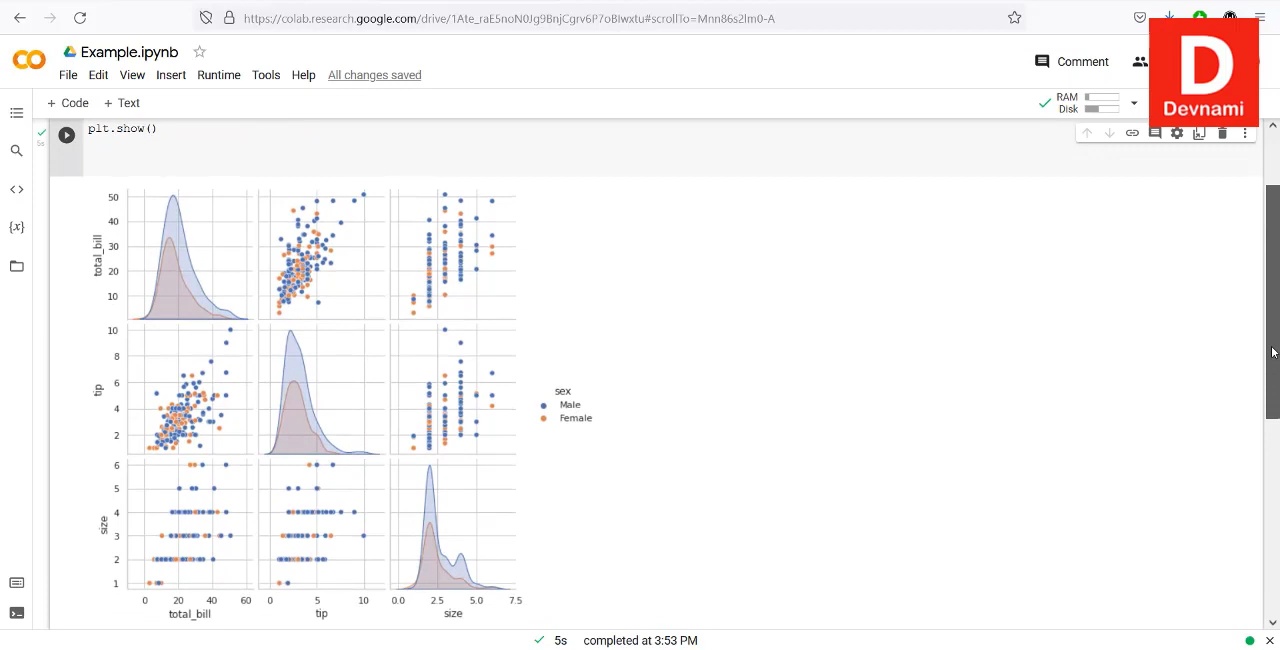 https://colab.research.google.com/drive/1Ate_raE5noN0Jg9BnjCgrv6P7oBIwxtu#scrollTo=Mnn86s2Im0-A
Example.ipynb
File Edit View Insert Runtime Tools Help All changes saved
Comment
D
Devnami
+ Code + Text
RAM
Disk
5s
plt.show()
{x}
50
40
30
20
10
total_bill
10
8
6
4
2
tip
sex
Male
Female
6
5
4
3
2
1
size
0 20 40 60 0 5 10 0.0 2.5 5.0 7.5
total_bill tip size
5s completed at 3:53 PM